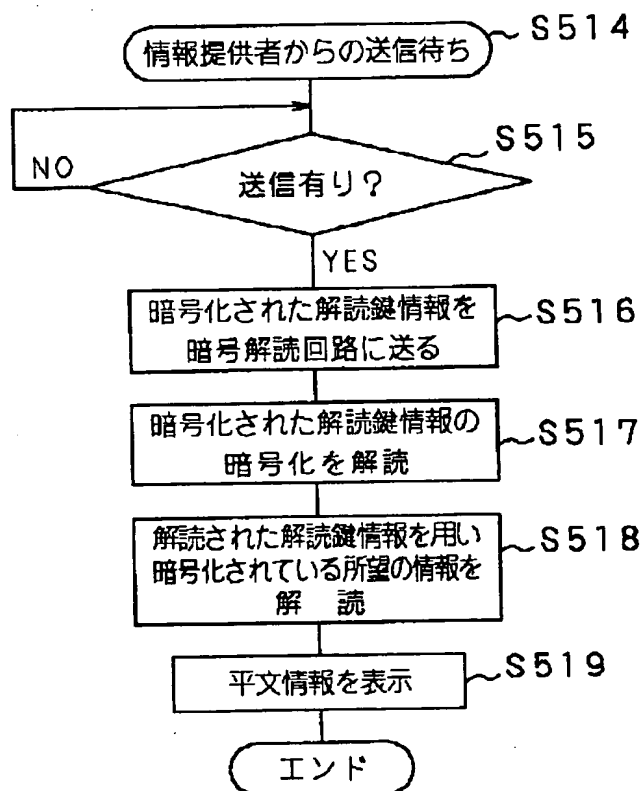 情報提供者からの送信待ち
S514
S515
NO
送信有り？
YES
暗号化された解読鍵情報を
暗号解読回路に送る
S516
暗号化された解読鍵情報の
暗号化を解読
S517
解読された解読鍵情報を用い
暗号化されている所望の情報を
解 読
S518
平文情報を表示
S519
エンド